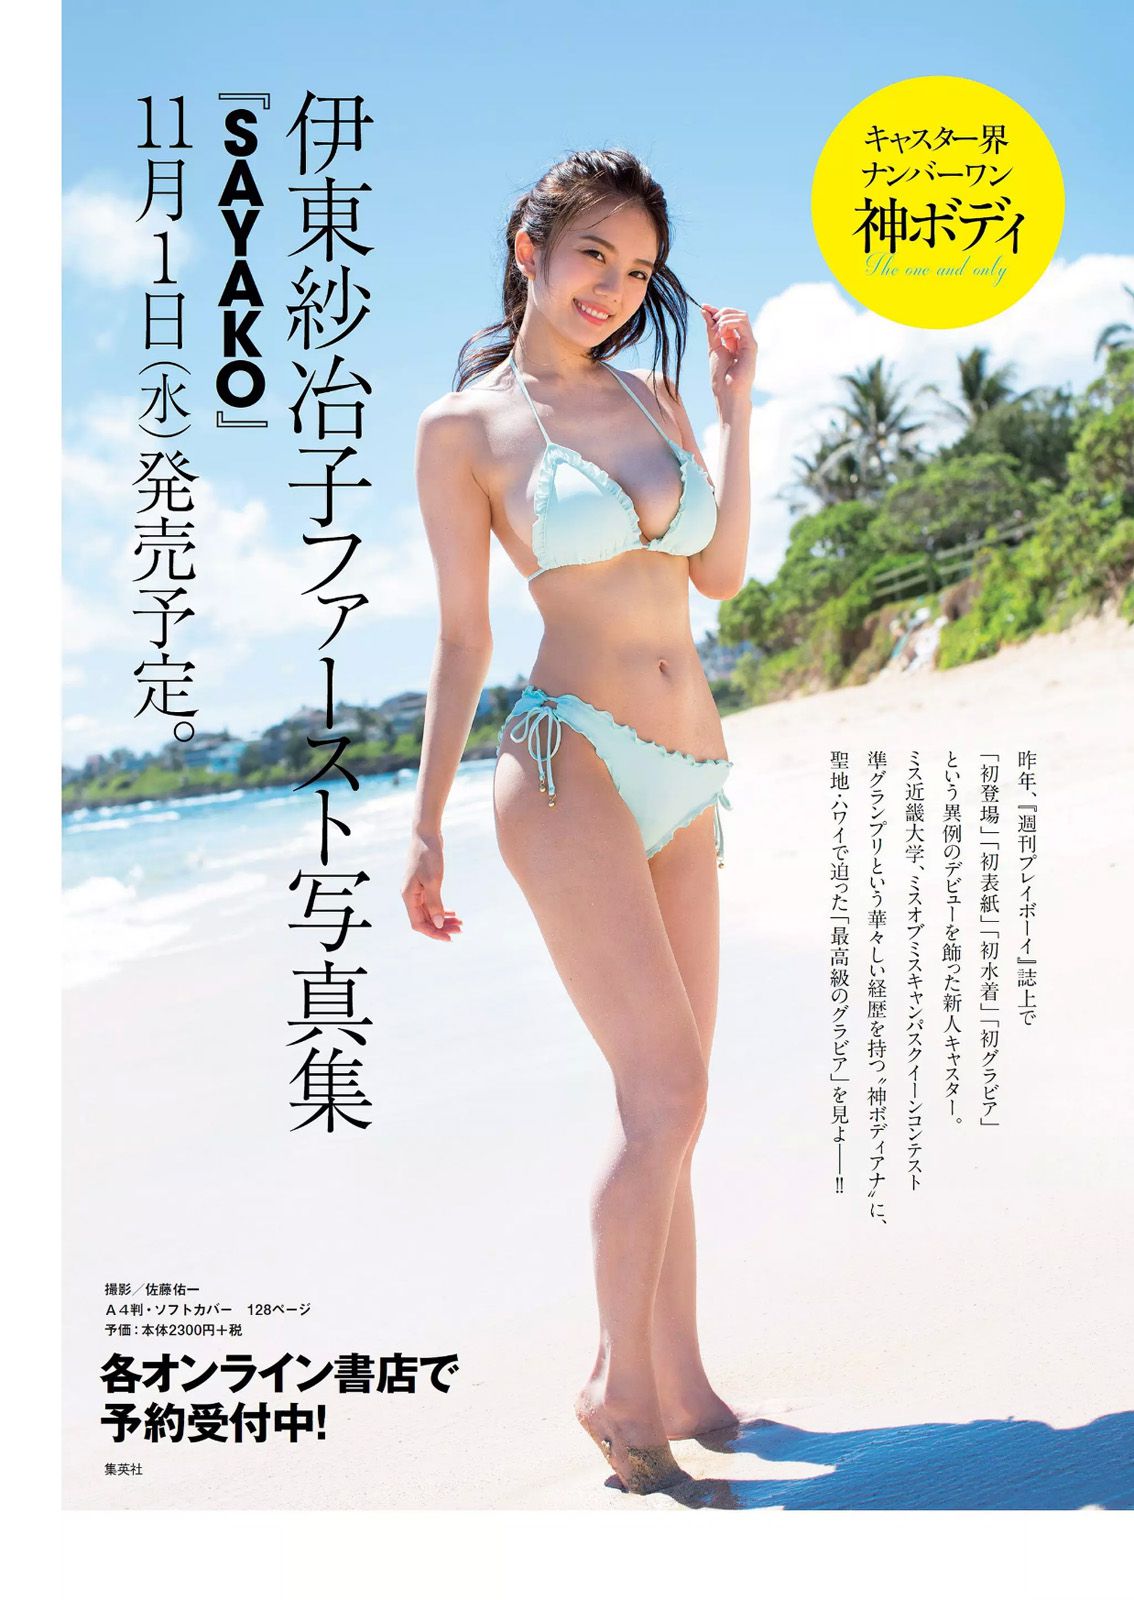 伊東紗冶子ファースト写真集
『SAYAKO』
11月1日（水）発売予定。
キャスター界
ナンバーワン
神ボディ
The one and only
昨年、『週刊プレイボーイ』誌上で
「初登場」「初表紙」「初水着」「初グラビア」
という異例のデビューを飾った新人キャスター。
ミス近畿大学、ミスオブミスキャンパスクイーンコンテスト
準グランプリという華々しい経歴を持つ〝神ボディアナ〟に、
聖地・ハワイで迫った「最高級のグラビア」を見よ――!!
撮影／佐藤佑一
A4判・ソフトカバー　128ページ
予価：本体2300円＋税
各オンライン書店で
予約受付中!
集英社